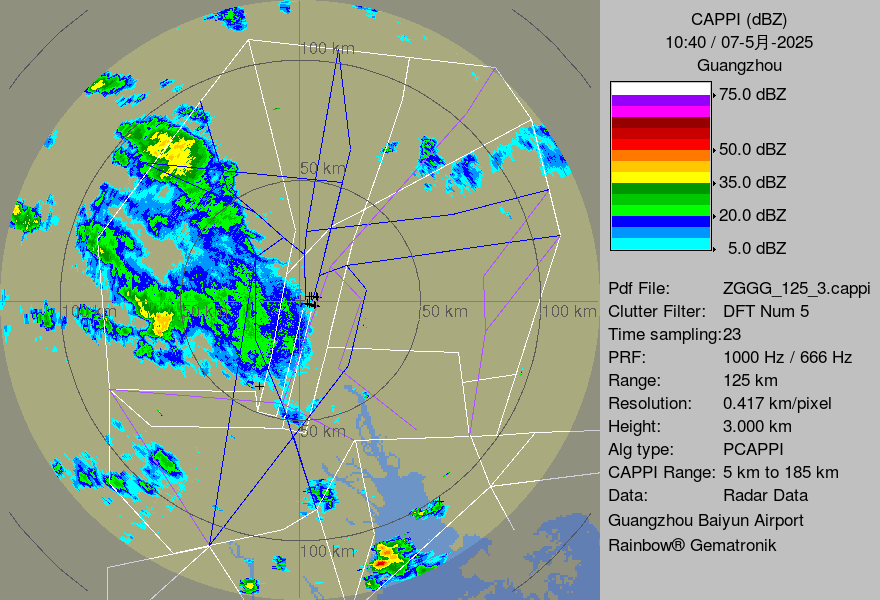 CAPPI (dBZ)
10:40 / 07-5月-2025
Guangzhou
75.0 dBZ
50.0 dBZ
35.0 dBZ
20.0 dBZ
5.0 dBZ
Pdf File: ZGGG_125_3.cappi
Clutter Filter: DFT Num 5
Time sampling:23
PRF: 1000 Hz / 666 Hz
Range: 125 km
Resolution: 0.417 km/pixel
Height: 3.000 km
Alg type: PCAPPI
CAPPI Range: 5 km to 185 km
Data: Radar Data
Guangzhou Baiyun Airport
Rainbow® Gematronik
100 km
50 km
100 km
50 km
100 km
50 km
100 km